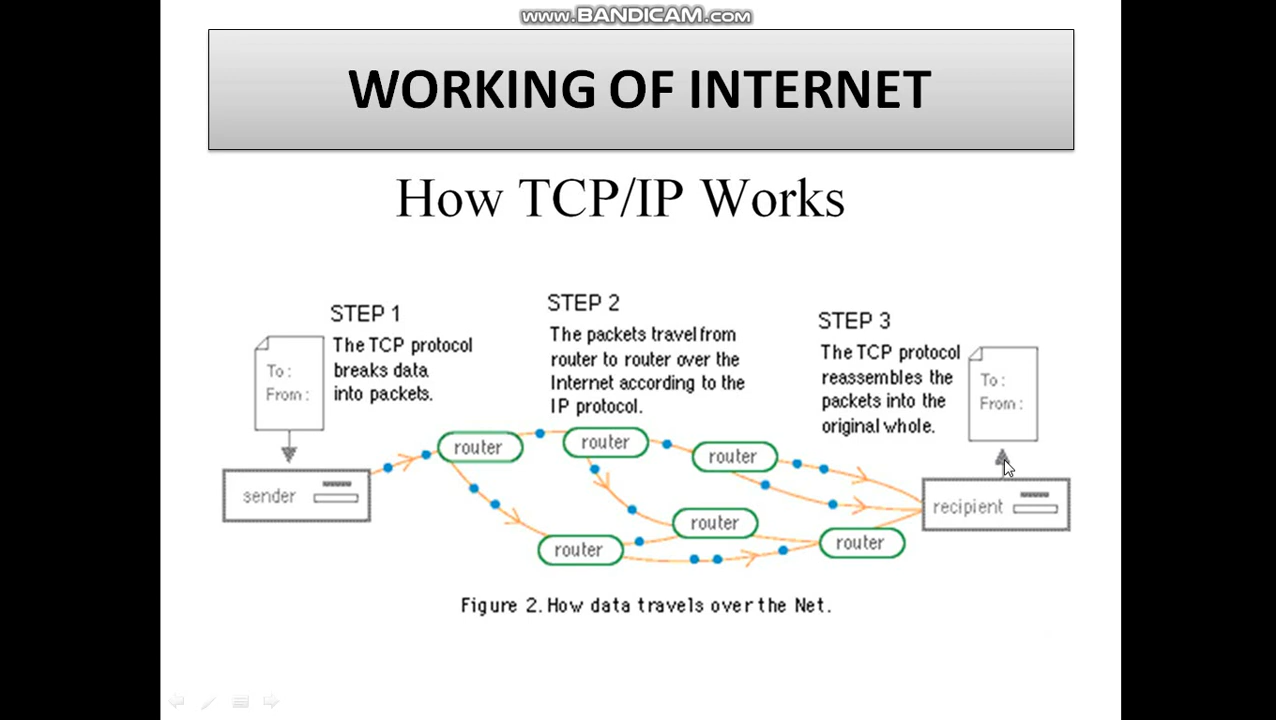 www.BANDICAM.com
WORKING OF INTERNET
How TCP/IP Works
STEP 1
The TCP protocol
breaks data
into packets.
STEP 2
The packets travel from
router to router over the
Internet according to the
IP protocol.
STEP 3
The TCP protocol
reassembles the
packets into the
original whole.
To:
From:
To:
From:
sender
router
router
router
router
router
router
recipient
Figure 2. How data travels over the Net.